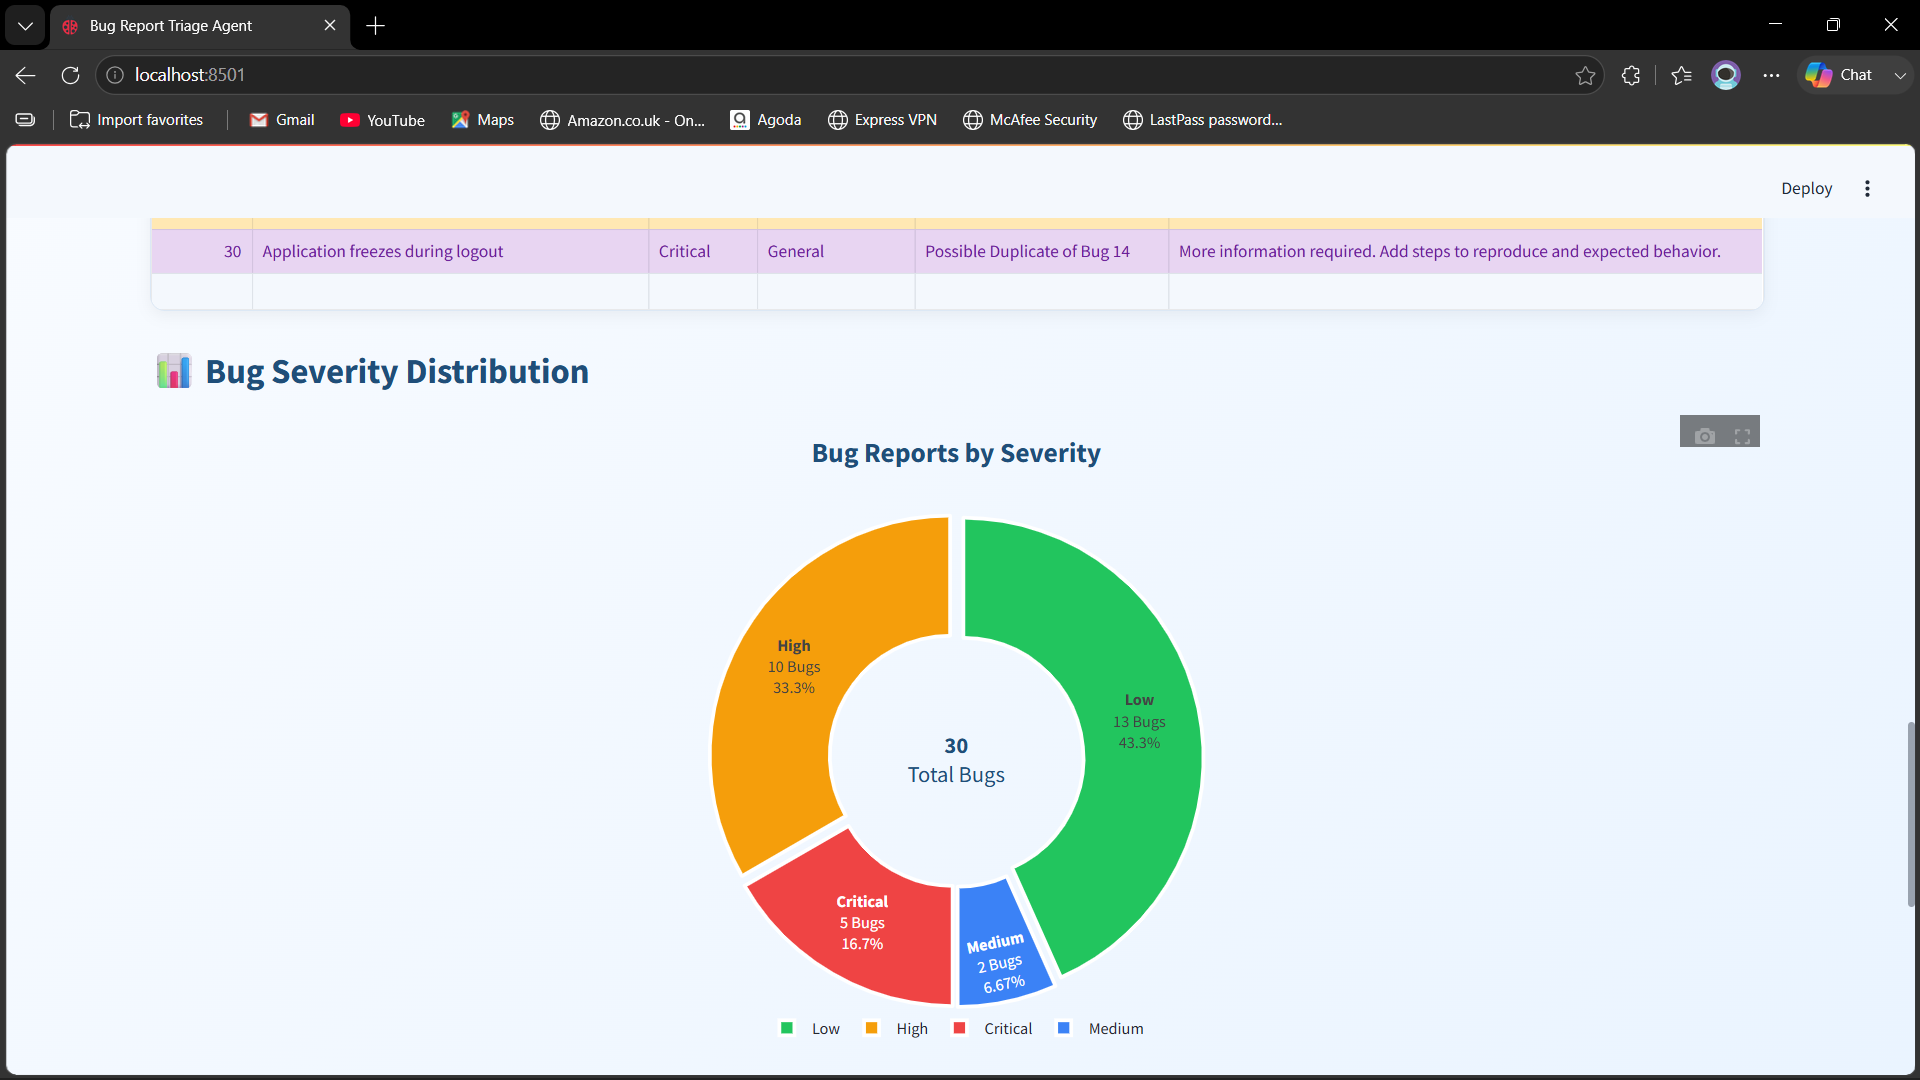 Bug Report Triage Agent
localhost:8501
Chat
Import favorites
Gmail
YouTube
Maps
Amazon.co.uk - On...
Agoda
Express VPN
McAfee Security
LastPass password...
Deploy
30 Application freezes during logout Critical General Possible Duplicate of Bug 14 More information required. Add steps to reproduce and expected behavior.
Bug Severity Distribution
Bug Reports by Severity
High
10 Bugs
33.3%
Low
13 Bugs
43.3%
30
Total Bugs
Critical
5 Bugs
16.7%
Medium
2 Bugs
6.67%
Low High Critical Medium